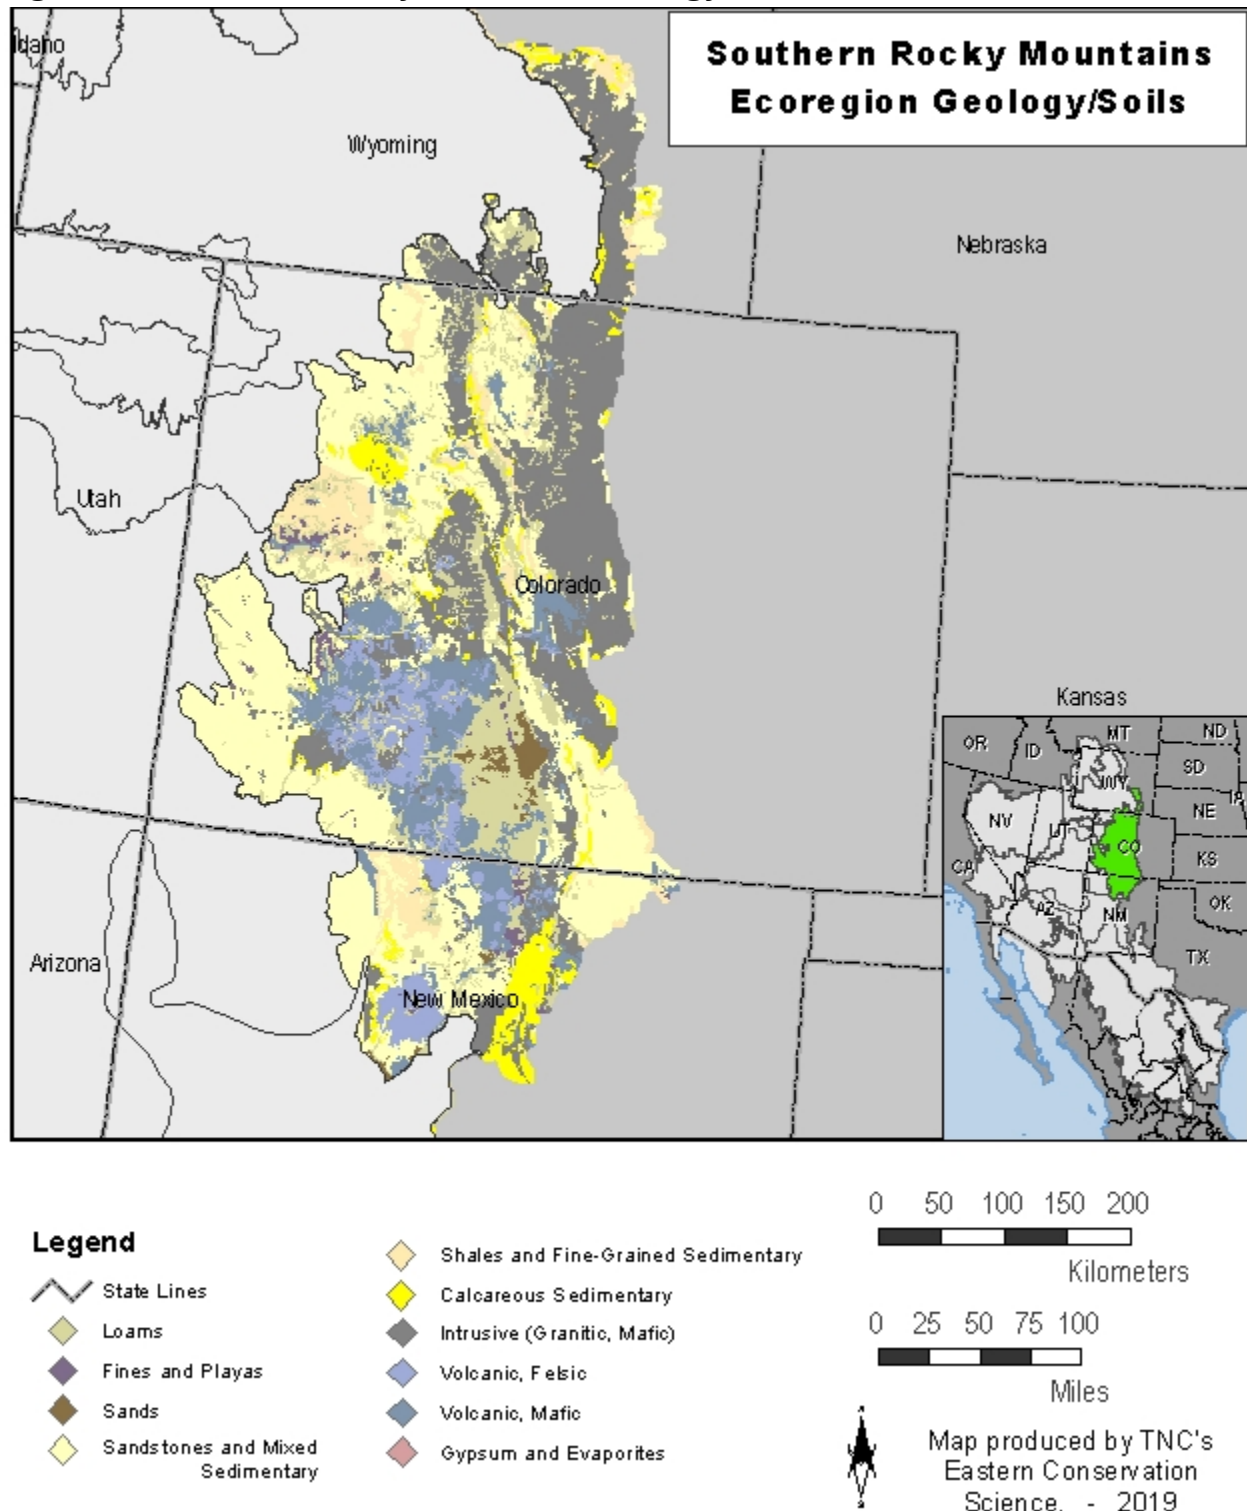 Southern Rocky Mountains
Ecoregion Geology/Soils
Idaho
Wyoming
Nebraska
Utah
Colorado
Kansas
Arizona
New Mexico
OR
ID
MT
ND
WY
SD
NV
UT
NE
IA
CO
KS
CA
AZ
NM
OK
TX
Legend
State Lines
Loams
Fines and Playas
Sands
Sandstones and Mixed
Sedimentary
Shales and Fine-Grained Sedimentary
Calcareous Sedimentary
Intrusive (Granitic, Mafic)
Volcanic, Felsic
Volcanic, Mafic
Gypsum and Evaporites
0 50 100 150 200
Kilometers
0 25 50 75 100
Miles
Map produced by TNC's
Eastern Conservation
Science. - 2019